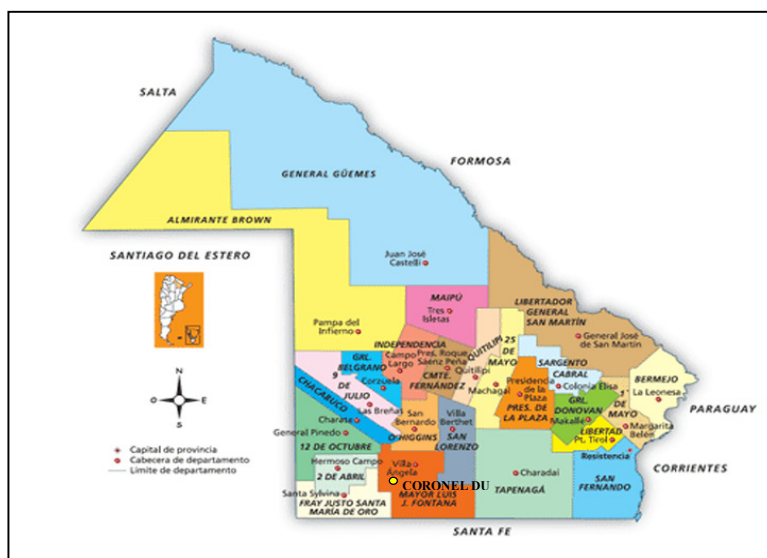 SALTA
FORMOSA
GENERAL GÜEMES
ALMIRANTE BROWN
SANTIAGO DEL ESTERO
Juan José
Castelli
MAIPÚ
Tres
Isletas
LIBERTADOR
GENERAL
SAN MARTÍN
General José
de San Martín
Pampa del
Infierno
INDEPENDENCIA
Campo
Largo
Pres. Roque
Sáenz Peña
CMTE.
FERNÁNDEZ
QUITILIPI
Quitilipi
25
DE
MAYO
Machagai
SARGENTO
CABRAL
Colonia Elisa
GRL.
BELGRANO
Corzuela
9
DE
JULIO
Las Breñas
CHACABUCO
Charata
Presidencia
de la
Plaza
PRES. DE
LA PLAZA
GRL.
DONOVAN
Makallé
1°
DE
MAYO
Margarita
Belén
BERMEJO
La Leonesa
PARAGUAY
LIBERTAD
Pt. Tirol
Resistencia
CORRIENTES
General Pinedo
12 DE OCTUBRE
San
Bernardo
O'HIGGINS
Villa
Berthet
SAN
LORENZO
Hermoso Campo
2 DE ABRIL
Villa
Ángela
CORONEL DU
MAYOR LUIS
J. FONTANA
Charadai
TAPENAGÁ
SAN
FERNANDO
Santa Sylvina
FRAY JUSTO SANTA
MARÍA DE ORO
SANTA FE
N
O
E
S
Capital de provincia
Cabecera de departamento
Límite de departamento